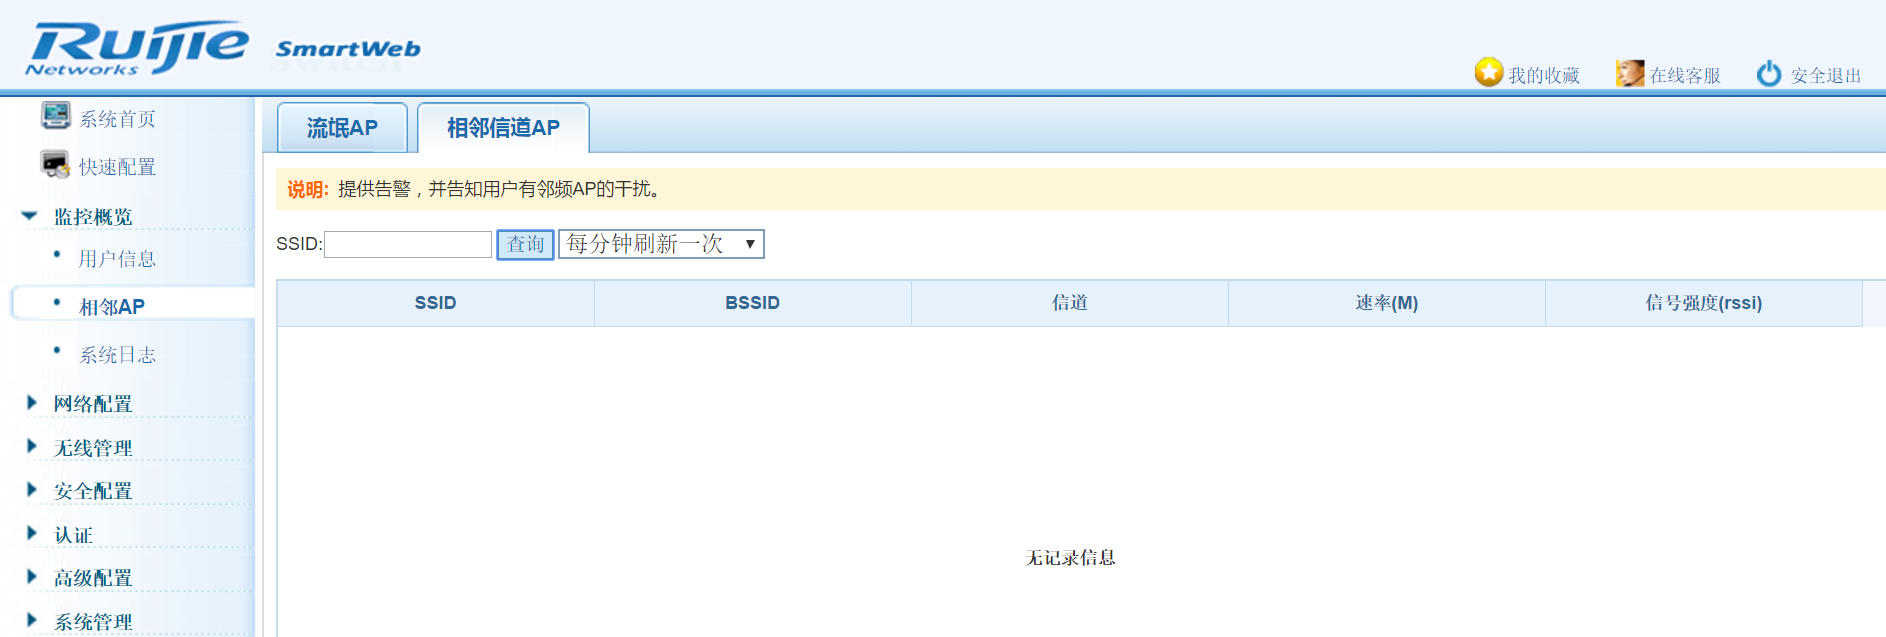 Ruijie
Networks
SmartWeb
我的收藏
在线客服
安全退出
系统首页
快速配置
监控概览
用户信息
相邻AP
系统日志
网络配置
无线管理
安全配置
认证
高级配置
系统管理
流氓AP
相邻信道AP
说明: 提供告警，并告知用户有邻频AP的干扰。
SSID: 查询 每分钟刷新一次
SSID BSSID 信道 速率(M) 信号强度(rssi)
无记录信息